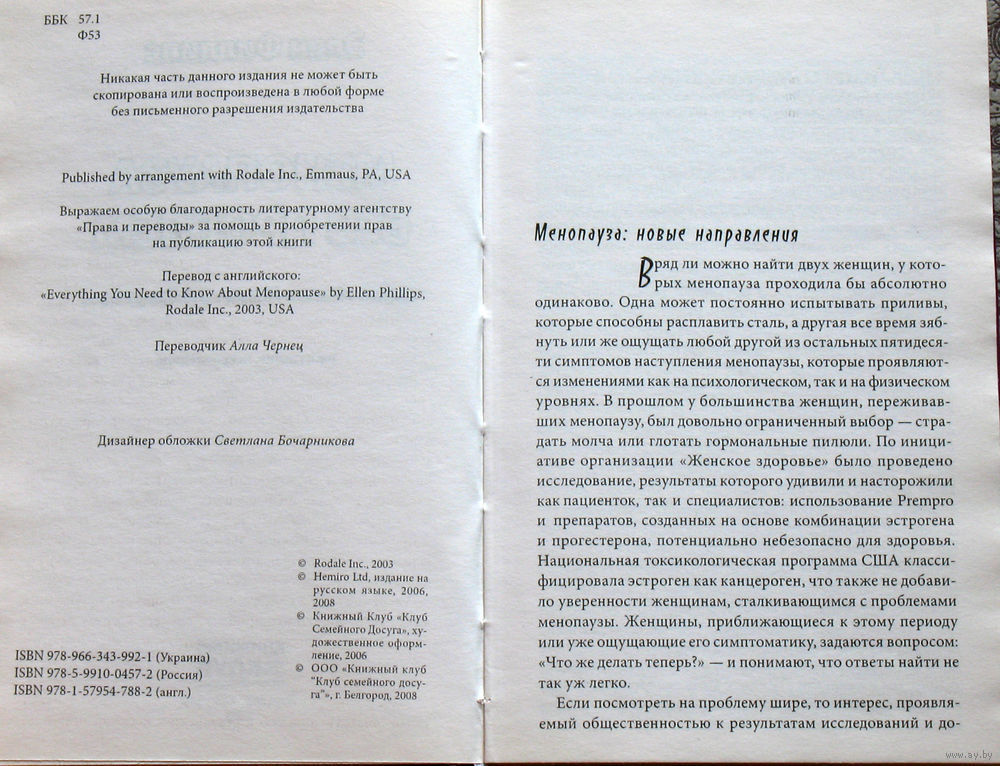 ББК 57.1
Ф53
Никакая часть данного издания не может быть
скопирована или воспроизведена в любой форме
без письменного разрешения издательства
Published by arrangement with Rodale Inc., Emmaus, PA, USA
Выражаем особую благодарность литературному агентству
«Права и переводы» за помощь в приобретении прав
на публикацию этой книги
Перевод с английского:
«Everything You Need to Know About Menopause» by Ellen Phillips,
Rodale Inc., 2003, USA
Переводчик Алла Чернец
Дизайнер обложки Светлана Бочарникова
© Rodale Inc., 2003
© Hemiro Ltd, издание на
русском языке, 2006,
2008
© Книжный Клуб «Клуб
Семейного Досуга», ху-
дожественное оформ-
ление, 2006
© ООО «Книжный клуб
"Клуб семейного досу-
га"», г. Белгород, 2008
ISBN 978-966-343-992-1 (Украина)
ISBN 978-5-9910-0457-2 (Россия)
ISBN 978-1-57954-788-2 (англ.)
Менопауза: новые направления
Вряд ли можно найти двух женщин, у кото-
рых менопауза проходила бы абсолютно
одинаково. Одна может постоянно испытывать приливы,
которые способны расплавить сталь, а другая все время зяб-
нуть или же ощущать любой другой из остальных пятидеся-
ти симптомов наступления менопаузы, которые проявляют-
ся изменениями как на психологическом, так и на физическом
уровнях. В прошлом у большинства женщин, переживав-
ших менопаузу, был довольно ограниченный выбор — стра-
дать молча или глотать гормональные пилюли. По иници-
ативе организации «Женское здоровье» было проведено
исследование, результаты которого удивили и насторожили
как пациенток, так и специалистов: использование Prempro
и препаратов, созданных на основе комбинации эстрогена
и прогестерона, потенциально небезопасно для здоровья.
Национальная токсикологическая программа США класси-
фицировала эстроген как канцероген, что также не добави-
ло уверенности женщинам, сталкивающимся с проблемами
менопаузы. Женщины, приближающиеся к этому периоду
или уже ощущающие его симптоматику, задаются вопросом:
«Что же делать теперь?» — и понимают, что ответы найти не
так уж легко.
Если посмотреть на проблему шире, то интерес, проявля-
емый общественностью к результатам исследований и до-
www.ay.by